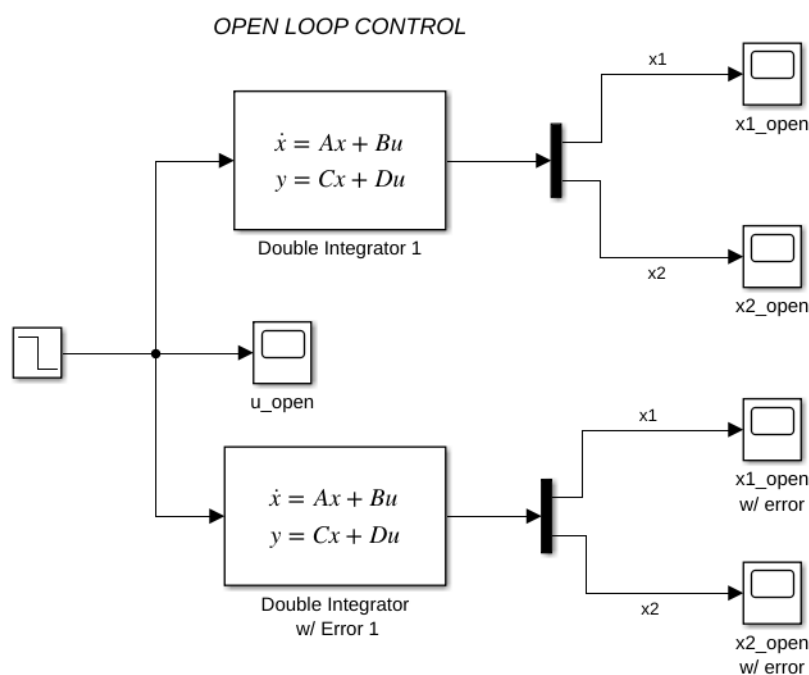 OPEN LOOP CONTROL
x1
x1_open
ẋ = Ax + Bu
y = Cx + Du
Double Integrator 1
x2
x2_open
u_open
x1
x1_open
w/ error
ẋ = Ax + Bu
y = Cx + Du
Double Integrator
w/ Error 1
x2
x2_open
w/ error